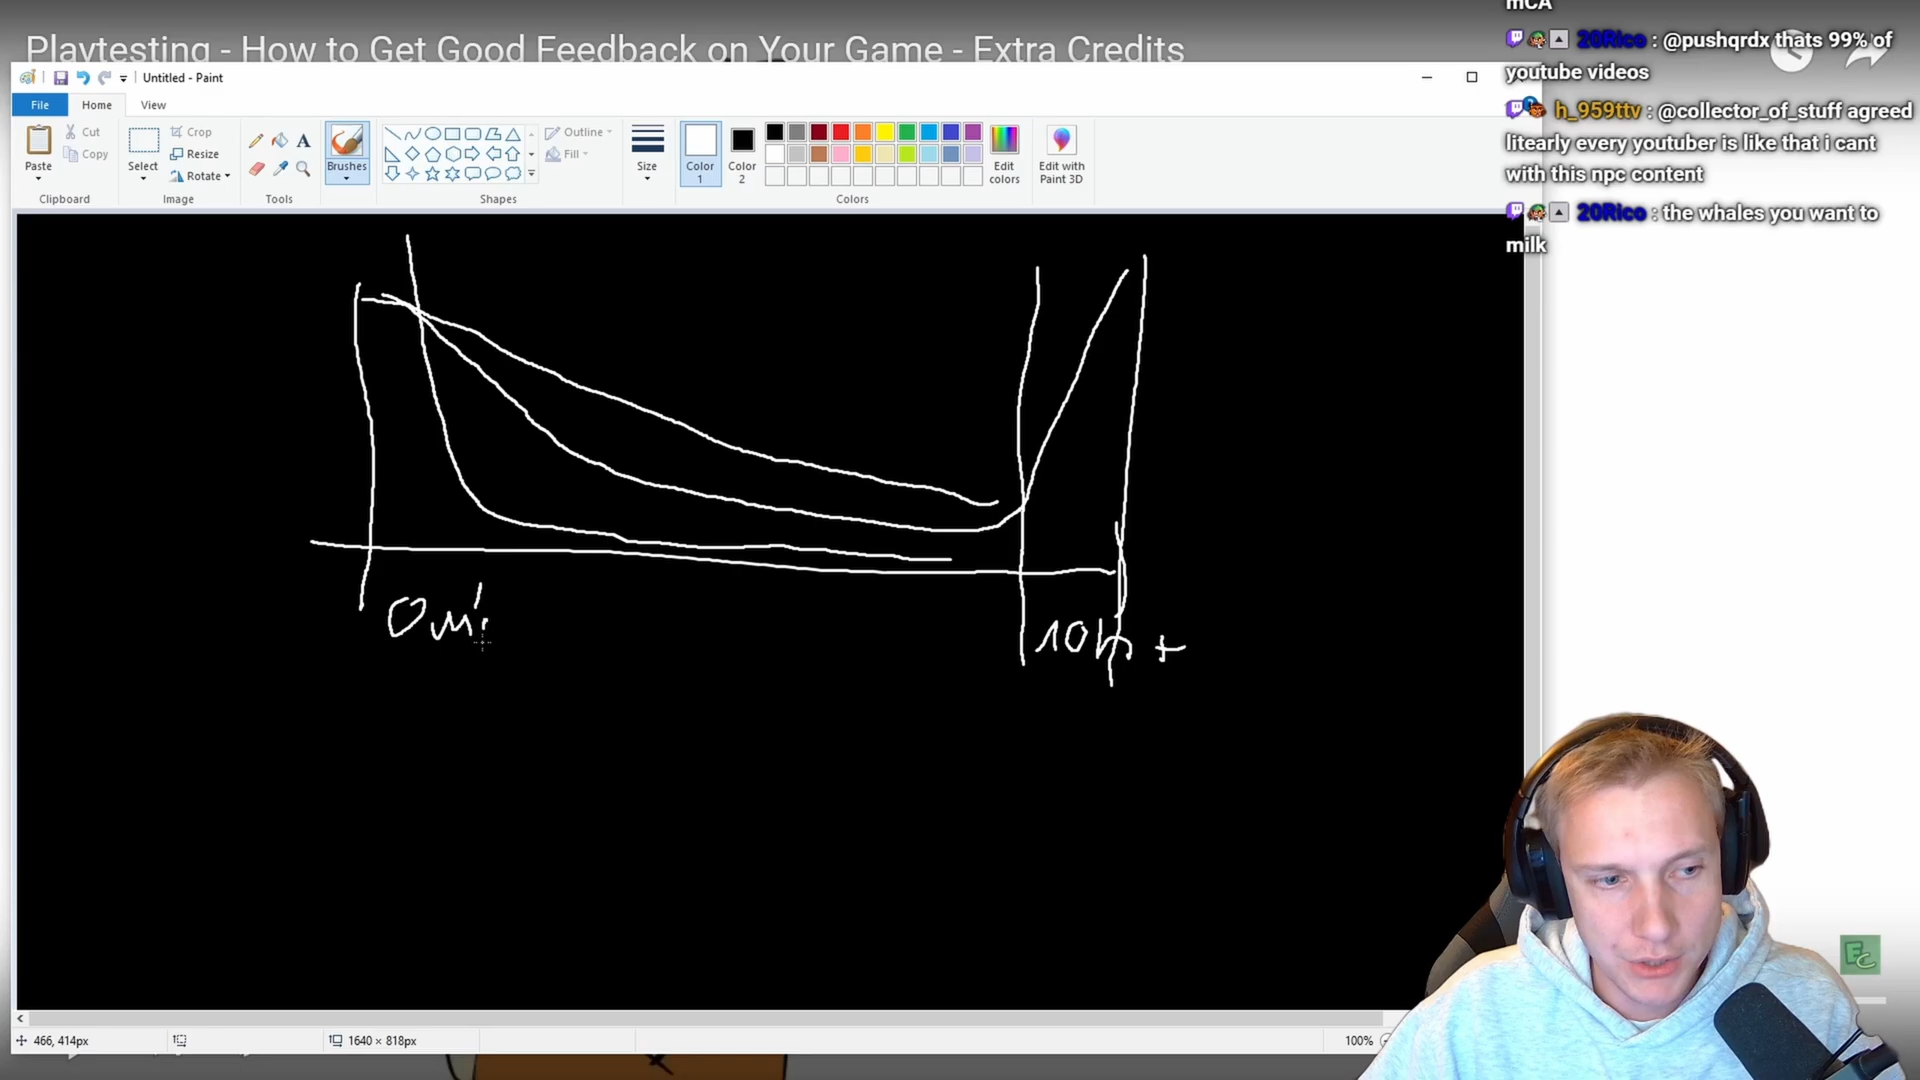 Playtesting - How to Get Good Feedback on Your Game - Extra Credits
mCA
20Rico : @pushqrdx thats 99% of
youtube videos
h_959ttv : @collector_of_stuff agreed
literly every youtuber is like that i cant
with this npc content
20Rico : the whales you want to
milk
Untitled - Paint
File Home View
Paste
Cut
Copy
Clipboard
Select
Crop
Resize
Rotate
Image
A
Tools
Brushes
Outline
Fill
Shapes
Size
Color
1
Color
2
Edit
colors
Edit with
Paint 3D
Colors
0 mi
10h +
EC
466, 414px
1640 × 818px
100%